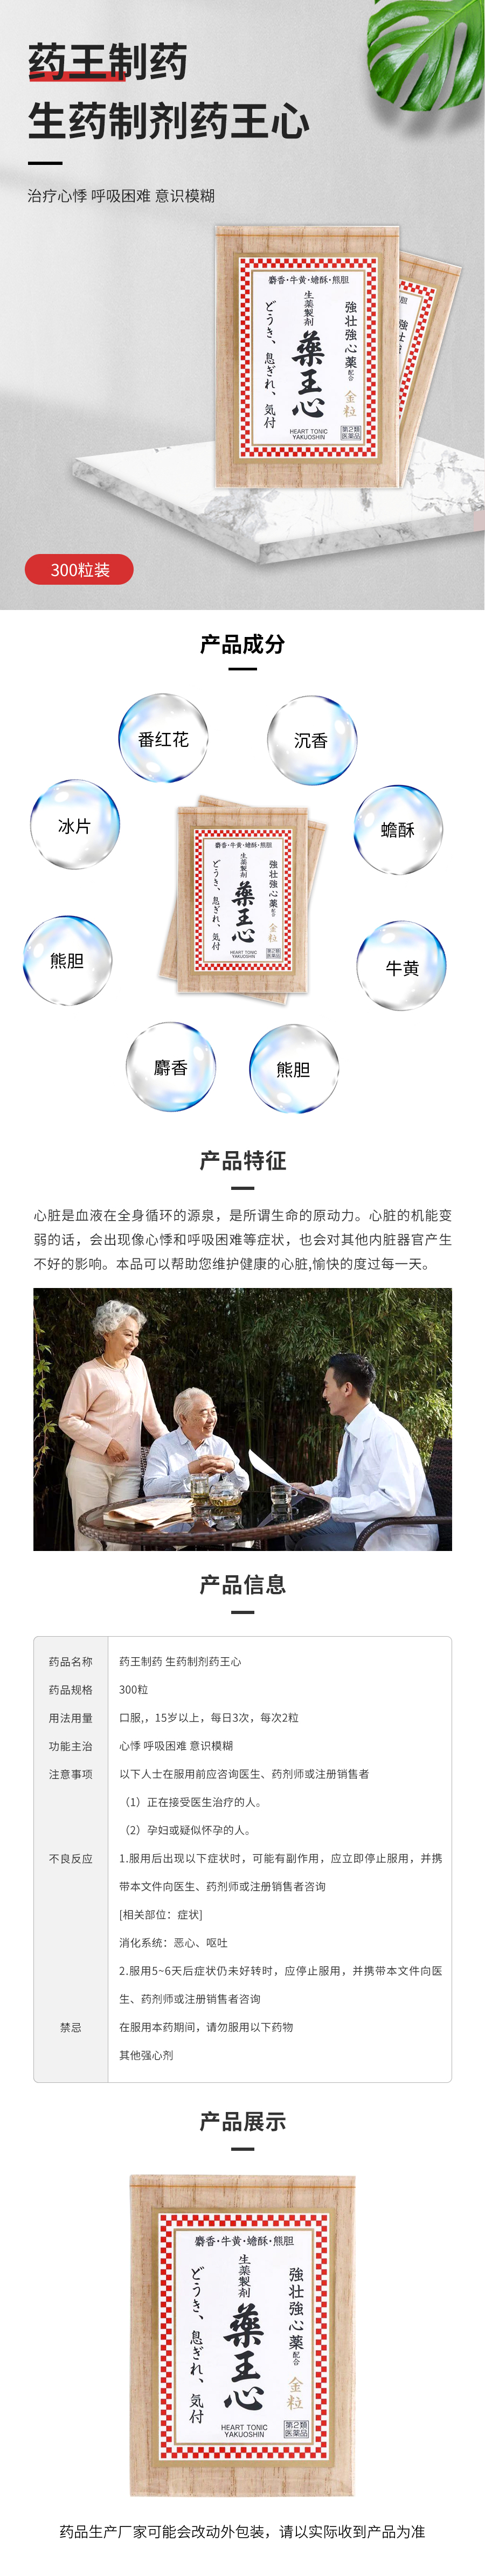 药王制药
生药制剂药王心
治疗心悸 呼吸困难 意识模糊
麝香・牛黄・蟾酥・熊胆
強壮強心薬配合
金粒
生薬製剤
藥王心
どうき、息ぎれ、気付
HEART TONIC
YAKUOSHIN
第2類
医薬品
300粒装
产品成分
番红花
沉香
冰片
蟾酥
熊胆
牛黄
麝香
熊胆
麝香・牛黄・蟾酥・熊胆
強壮強心薬配合
金粒
生薬製剤
藥王心
どうき、息ぎれ、気付
HEART TONIC
YAKUOSHIN
第2類
医薬品
产品特征
心脏是血液在全身循环的源泉，是所谓生命的原动力。心脏的机能变
弱的话，会出现像心悸和呼吸困难等症状，也会对其他内脏器官产生
不好的影响。本品可以帮助您维护健康的心脏,愉快的度过每一天。
产品信息
药品名称 药王制药 生药制剂药王心
药品规格 300粒
用法用量 口服,，15岁以上，每日3次，每次2粒
功能主治 心悸 呼吸困难 意识模糊
注意事项 以下人士在服用前应咨询医生、药剂师或注册销售者
（1）正在接受医生治疗的人。
（2）孕妇或疑似怀孕的人。
不良反应 1.服用后出现以下症状时，可能有副作用，应立即停止服用，并携
带本文件向医生、药剂师或注册销售者咨询
[相关部位：症状]
消化系统：恶心、呕吐
2.服用5~6天后症状仍未好转时，应停止服用，并携带本文件向医
生、药剂师或注册销售者咨询
禁忌 在服用本药期间，请勿服用以下药物
其他强心剂
产品展示
麝香・牛黄・蟾酥・熊胆
強壮強心薬配合
金粒
生薬製剤
藥王心
どうき、息ぎれ、気付
HEART TONIC
YAKUOSHIN
第2類
医薬品
药品生产厂家可能会改动外包装，请以实际收到产品为准